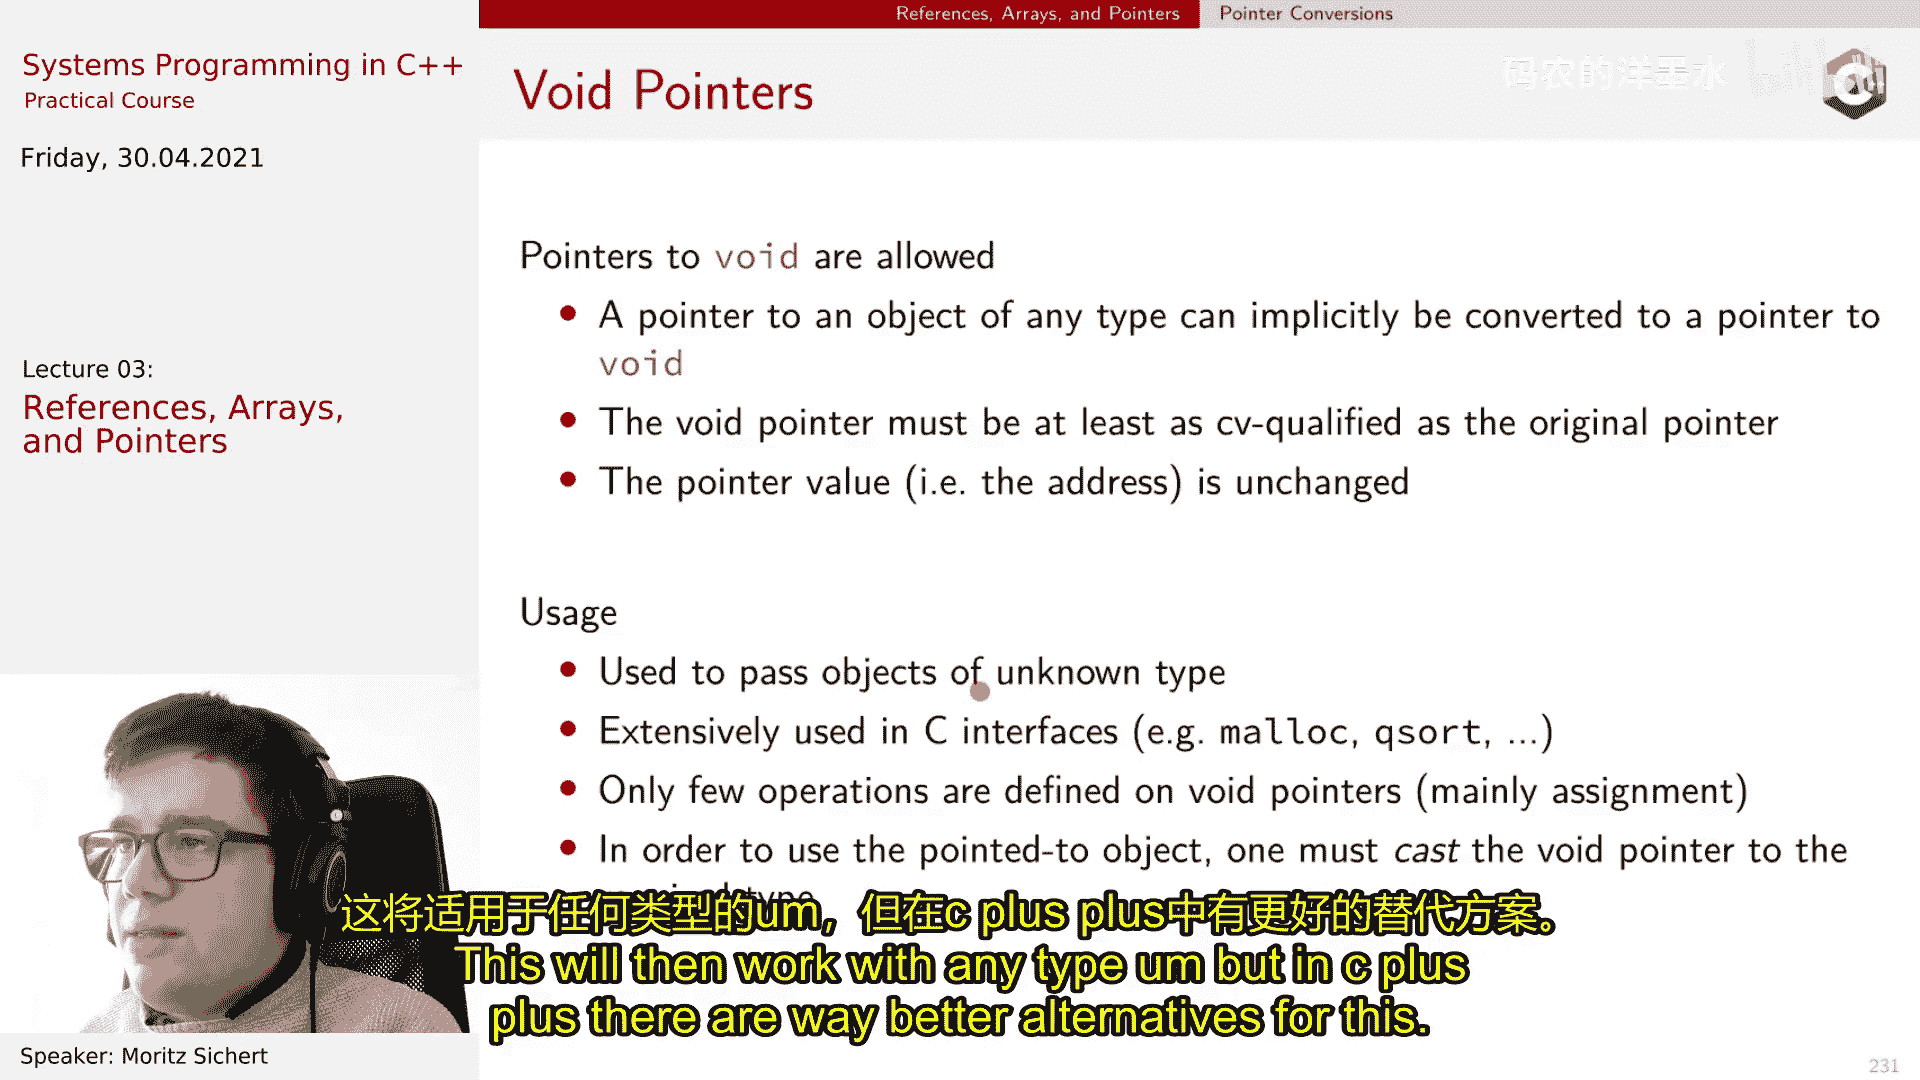 References, Arrays, and Pointers
Pointer Conversions
Systems Programming in C++
Practical Course
Friday, 30.04.2021
Void Pointers
码农的洋墨水
Pointers to void are allowed
• A pointer to an object of any type can implicitly be converted to a pointer to
void
• The void pointer must be at least as cv-qualified as the original pointer
• The pointer value (i.e. the address) is unchanged
Lecture 03:
References, Arrays,
and Pointers
Usage
• Used to pass objects of unknown type
• Extensively used in C interfaces (e.g. malloc, qsort, ...)
• Only few operations are defined on void pointers (mainly assignment)
• In order to use the pointed-to object, one must cast the void pointer to the
type
这将适用于任何类型的um，但在c plus plus中有更好的替代方案。
This will then work with any type um but in c plus
plus there are way better alternatives for this.
Speaker: Moritz Sichert
231